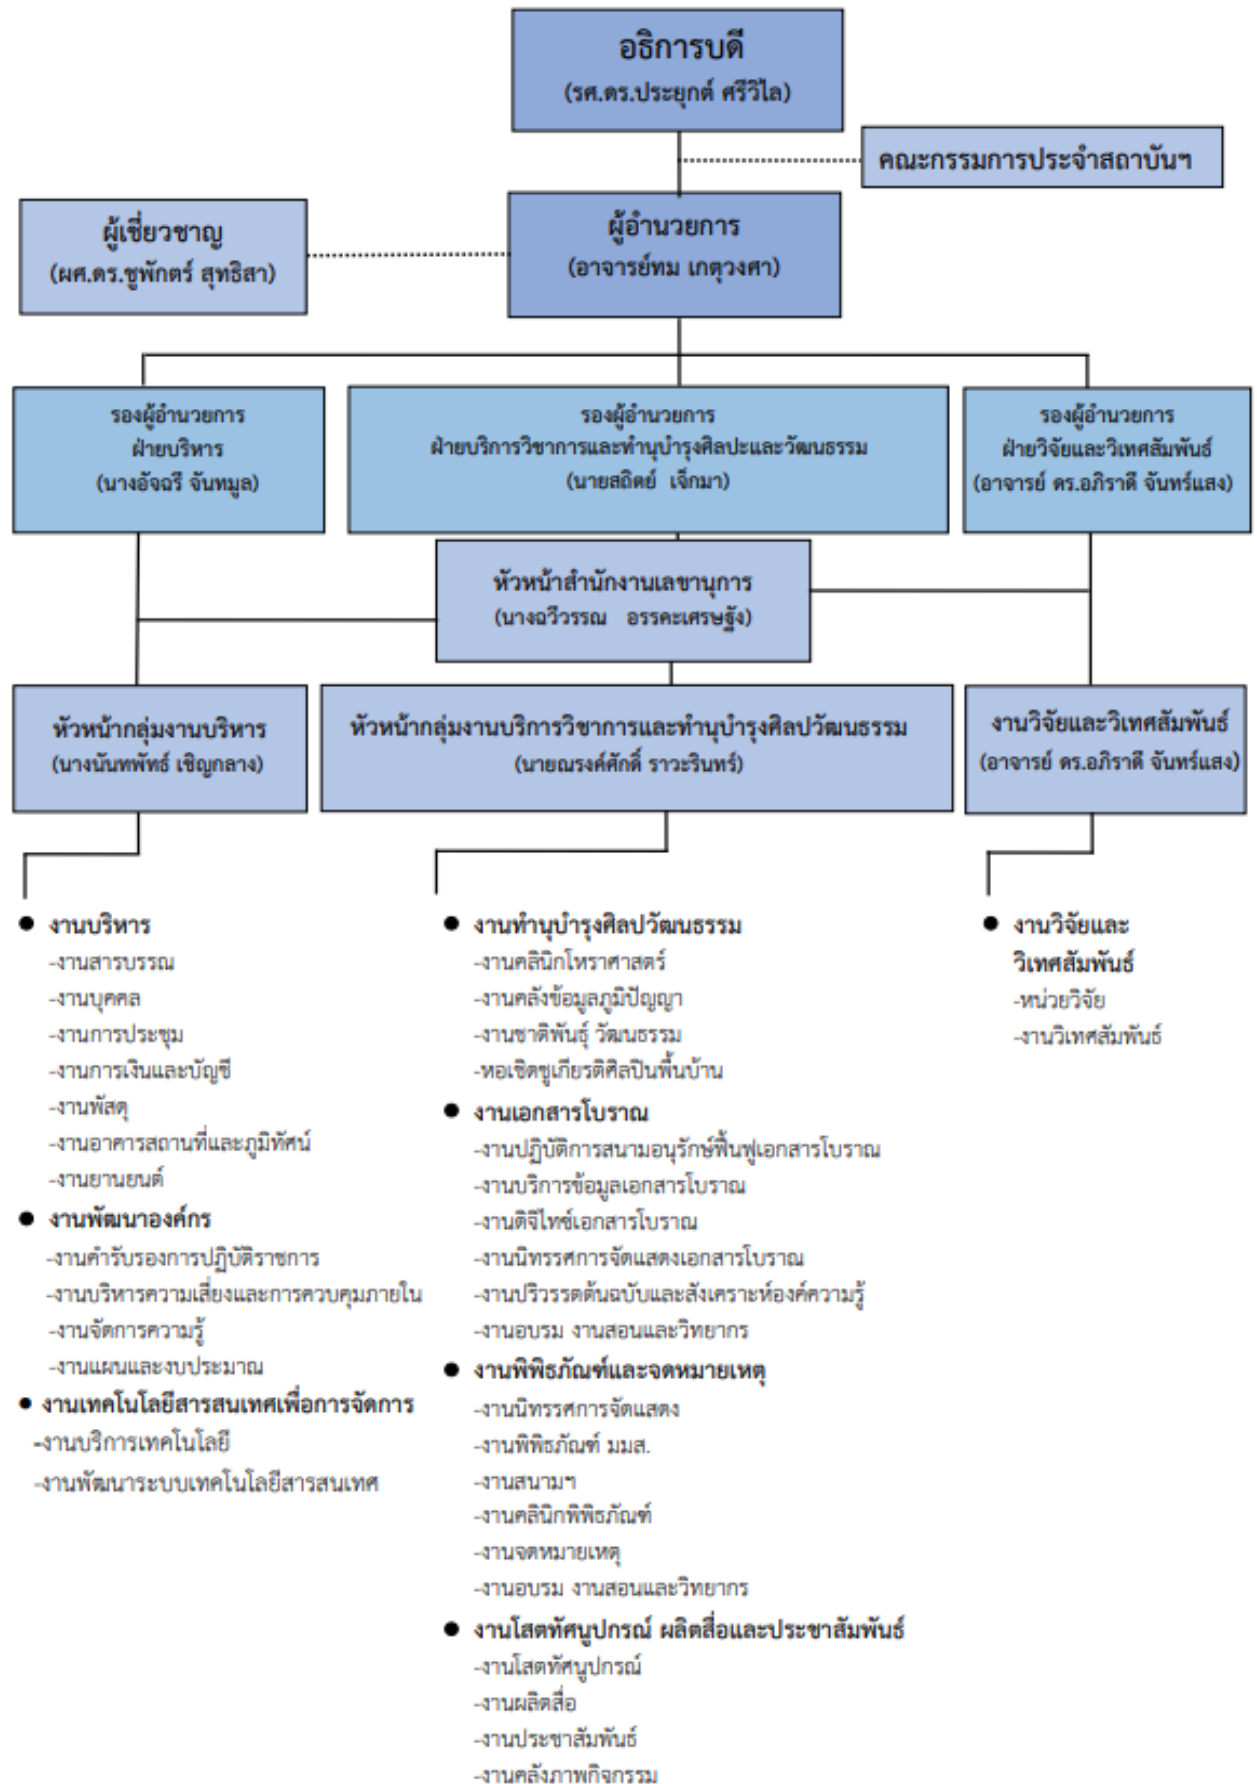 อธิการบดี
(รศ.ดร.ประยุกต์ ศรีวิไล)
คณะกรรมการประจำสถาบันฯ
ผู้เชี่ยวชาญ
(ผศ.ดร.ชูพักตร์ สุทธิสา)
ผู้อำนวยการ
(อาจารย์ทม เกตุวงศา)
รองผู้อำนวยการ
ฝ่ายบริหาร
(นางอัจฉรี จันทมูล)
รองผู้อำนวยการ
ฝ่ายบริการวิชาการและทำนุบำรุงศิลปะและวัฒนธรรม
(นายสถิตย์ เจ็กมา)
รองผู้อำนวยการ
ฝ่ายวิจัยและวิเทศสัมพันธ์
(อาจารย์ ดร.อภิราดี จันทร์แสง)
หัวหน้าสำนักงานเลขานุการ
(นางฉวีวรรณ อรรคะเศรษฐัง)
หัวหน้ากลุ่มงานบริหาร
(นางนันทพัทธ์ เชิญกลาง)
หัวหน้ากลุ่มงานบริการวิชาการและทำนุบำรุงศิลปวัฒนธรรม
(นายณรงค์ศักดิ์ ราวะรินทร์)
งานวิจัยและวิเทศสัมพันธ์
(อาจารย์ ดร.อภิราดี จันทร์แสง)
● งานบริหาร
-งานสารบรรณ
-งานบุคคล
-งานการประชุม
-งานการเงินและบัญชี
-งานพัสดุ
-งานอาคารสถานที่และภูมิทัศน์
-งานยานยนต์
● งานพัฒนาองค์กร
-งานคำรับรองการปฏิบัติราชการ
-งานบริหารความเสี่ยงและการควบคุมภายใน
-งานจัดการความรู้
-งานแผนและงบประมาณ
● งานเทคโนโลยีสารสนเทศเพื่อการจัดการ
-งานบริการเทคโนโลยี
-งานพัฒนาระบบเทคโนโลยีสารสนเทศ
● งานทำนุบำรุงศิลปวัฒนธรรม
-งานคลินิกโหราศาสตร์
-งานคลังข้อมูลภูมิปัญญา
-งานชาติพันธุ์ วัฒนธรรม
-หอเชิดชูเกียรติศิลปินพื้นบ้าน
● งานเอกสารโบราณ
-งานปฏิบัติการสนามอนุรักษ์ฟื้นฟูเอกสารโบราณ
-งานบริการข้อมูลเอกสารโบราณ
-งานดิจิไทซ์เอกสารโบราณ
-งานนิทรรศการจัดแสดงเอกสารโบราณ
-งานปริวรรตต้นฉบับและสังเคราะห์องค์ความรู้
-งานอบรม งานสอนและวิทยากร
● งานพิพิธภัณฑ์และจดหมายเหตุ
-งานนิทรรศการจัดแสดง
-งานพิพิธภัณฑ์ มมส.
-งานสนามฯ
-งานคลินิกพิพิธภัณฑ์
-งานจดหมายเหตุ
-งานอบรม งานสอนและวิทยากร
● งานโสตทัศนูปกรณ์ ผลิตสื่อและประชาสัมพันธ์
-งานโสตทัศนูปกรณ์
-งานผลิตสื่อ
-งานประชาสัมพันธ์
-งานคลังภาพกิจกรรม
● งานวิจัยและ
วิเทศสัมพันธ์
-หน่วยวิจัย
-งานวิเทศสัมพันธ์